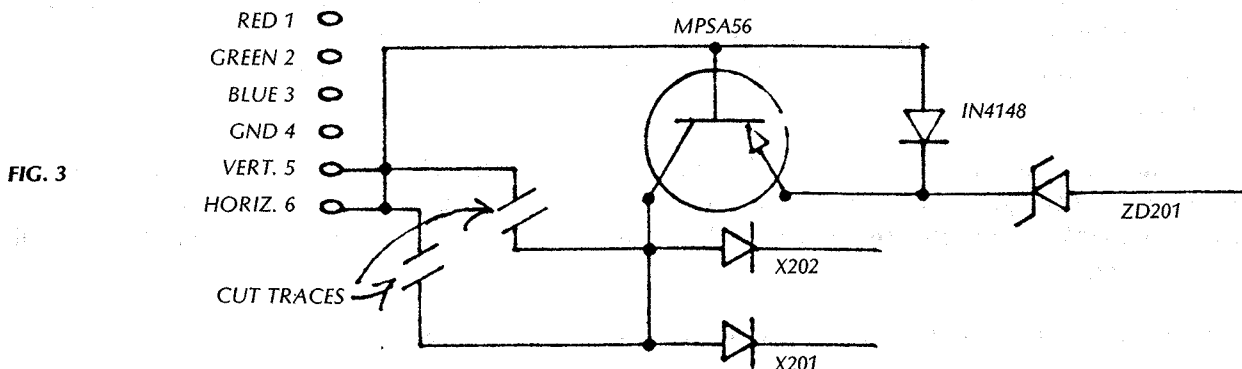 RED 1
MPSA56
GREEN 2
BLUE 3
IN4148
GND 4
FIG. 3
VERT. 5
HORIZ. 6
ZD201
X202
CUT TRACES
X201